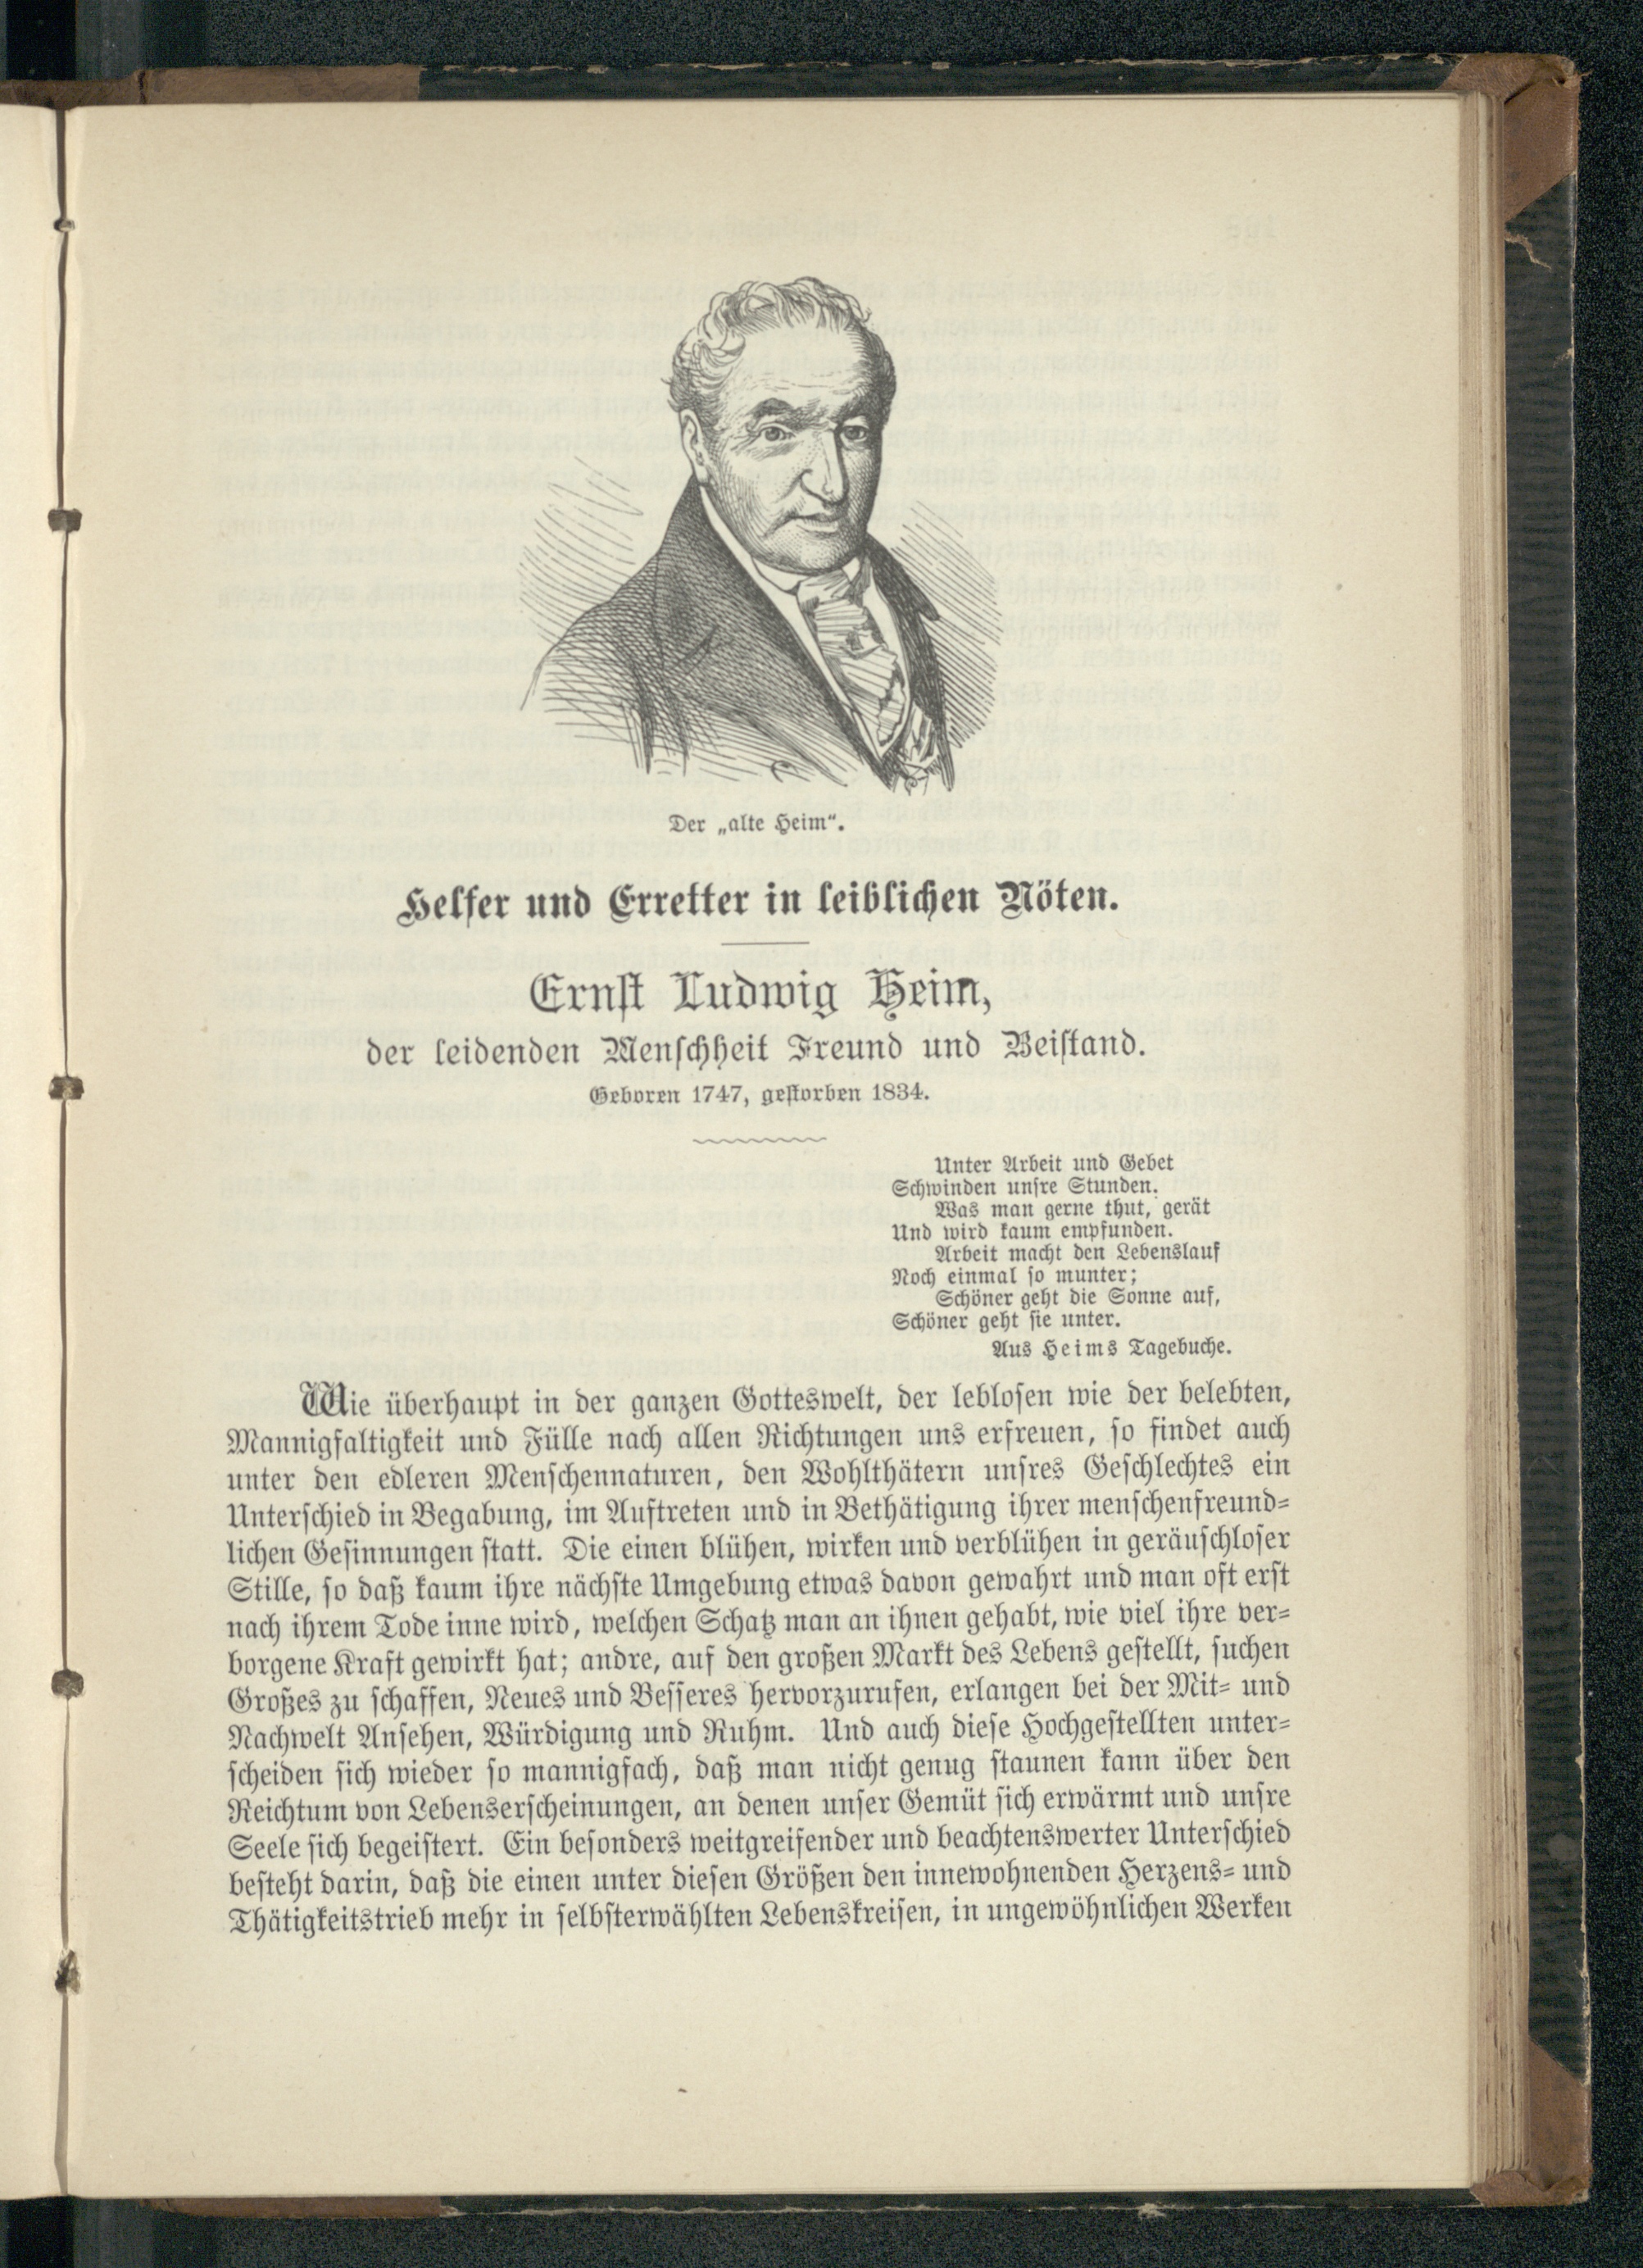 Der „alte Heim“.
Helfer und Erretter in leiblichen Nöten.
Ernst Ludwig Heim,
der leidenden Menschheit Freund und Beistand.
Geboren 1747, gestorben 1834.
Unter Arbeit und Gebet
Schwinden unsre Stunden.
Was man gerne thut, gerät
Und wird kaum empfunden.
Arbeit macht den Lebenslauf
Noch einmal so munter;
Schöner geht die Sonne auf,
Schöner geht sie unter.
Aus Heims Tagebuche.
Wie überhaupt in der ganzen Gotteswelt, der leblosen wie der belebten,
Mannigfaltigkeit und Fülle nach allen Richtungen uns erfreuen, so findet auch
unter den edleren Menschennaturen, den Wohlthätern unsres Geschlechtes ein
Unterschied in Begabung, im Auftreten und in Bethätigung ihrer menschenfreund-
lichen Gesinnungen statt. Die einen blühen, wirken und verblühen in geräuschloser
Stille, so daß kaum ihre nächste Umgebung etwas davon gewahrt und man oft erst
nach ihrem Tode inne wird, welchen Schatz man an ihnen gehabt, wie viel ihre ver-
borgene Kraft gewirkt hat; andre, auf den großen Markt des Lebens gestellt, suchen
Großes zu schaffen, Neues und Besseres hervorzurufen, erlangen bei der Mit- und
Nachwelt Ansehen, Würdigung und Ruhm. Und auch diese Hochgestellten unter-
scheiden sich wieder so mannigfach, daß man nicht genug staunen kann über den
Reichtum von Lebenserscheinungen, an denen unser Gemüt sich erwärmt und unsre
Seele sich begeistert. Ein besonders weitgreifender und beachtenswerter Unterschied
besteht darin, daß die einen unter diesen Größen den innewohnenden Herzens- und
Thätigkeitstrieb mehr in selbsterwählten Lebenskreisen, in ungewöhnlichen Werken